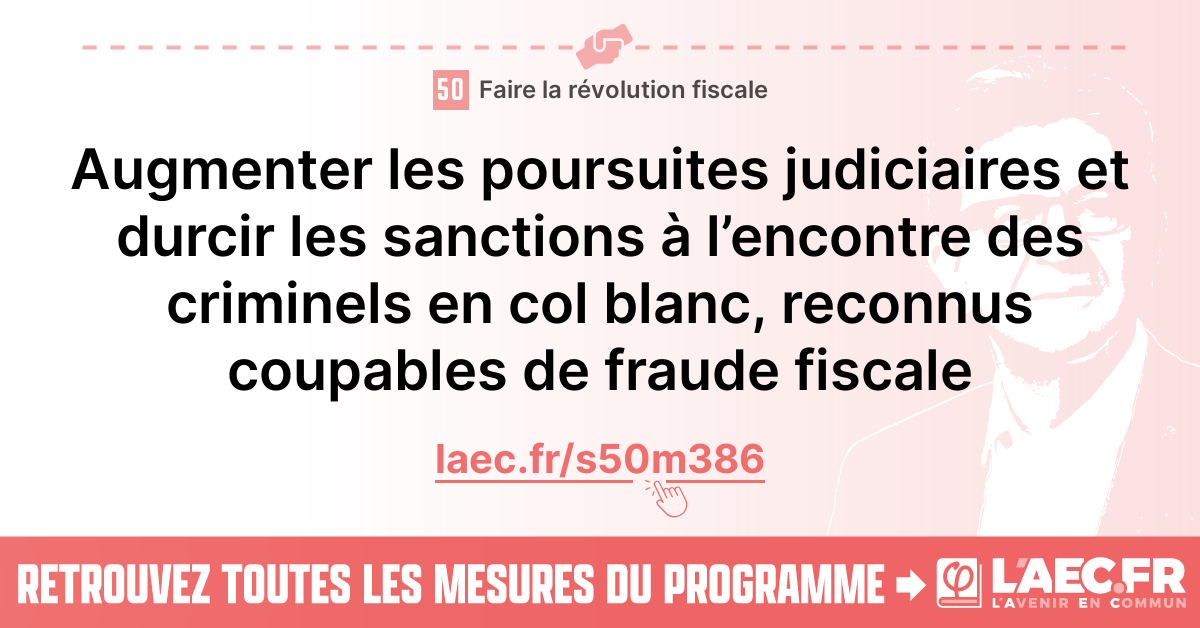 50 Faire la révolution fiscale
Augmenter les poursuites judiciaires et
durcir les sanctions à l’encontre des
criminels en col blanc, reconnus
coupables de fraude fiscale
laec.fr/s50m386
RETROUVEZ TOUTES LES MESURES DU PROGRAMME
φ L'AEC.FR
L'AVENIR EN COMMUN